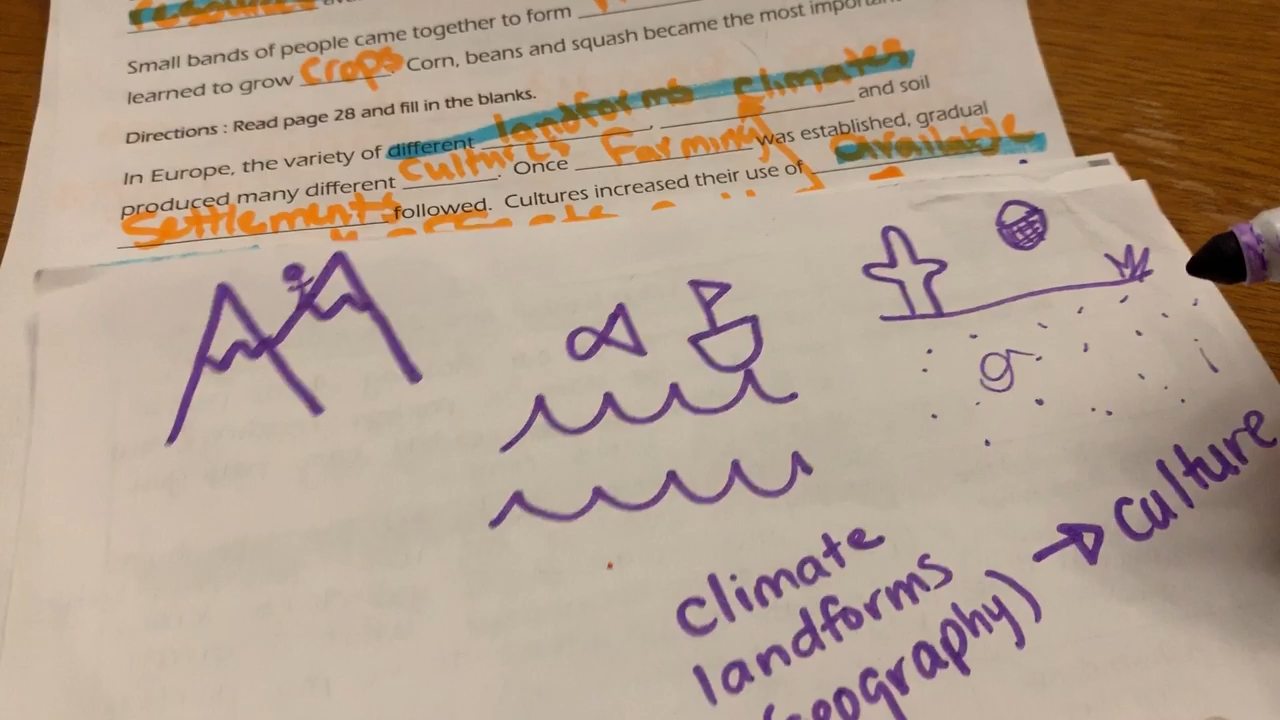 resources
Small bands of people came together to form
learned to grow crops. Corn, beans and squash became the most important
Directions : Read page 28 and fill in the blanks.
In Europe, the variety of different landforms, climates and soil
produced many different cultures. Once farming was established, gradual
Settlements followed. Cultures increased their use of available
climate
landforms
geography) → culture